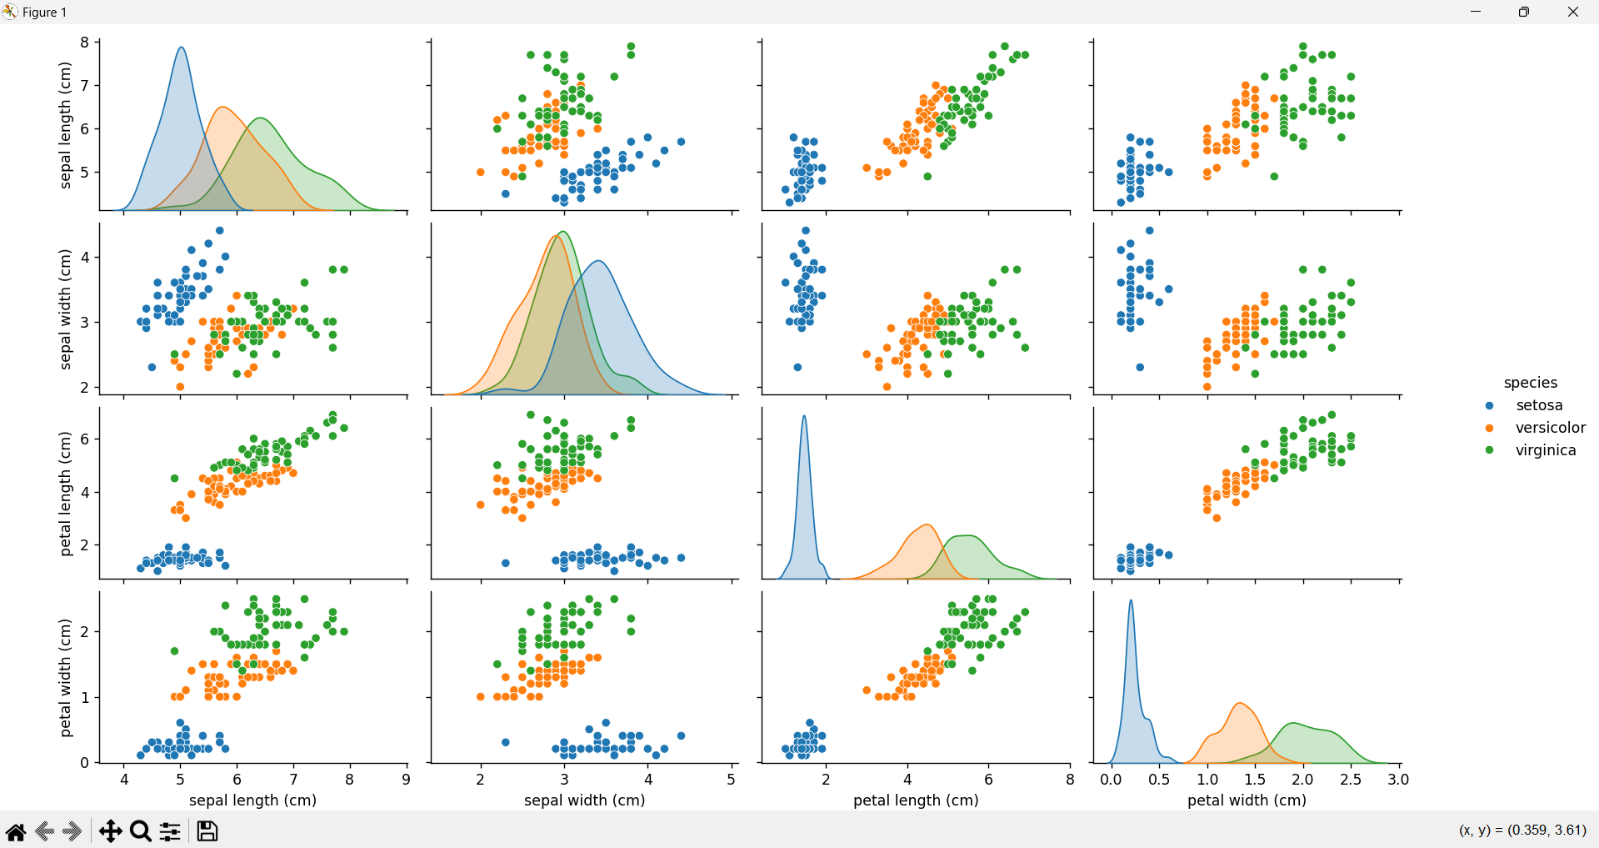 Figure 1
8
7
6
5
sepal length (cm)
4
3
2
sepal width (cm)
6
4
2
petal length (cm)
2
1
0
petal width (cm)
4 5 6 7 8 9
sepal length (cm)
2 3 4 5
sepal width (cm)
2 4 6 8
petal length (cm)
0.0 0.5 1.0 1.5 2.0 2.5 3.0
petal width (cm)
species
setosa
versicolor
virginica
(x, y) = (0.359, 3.61)